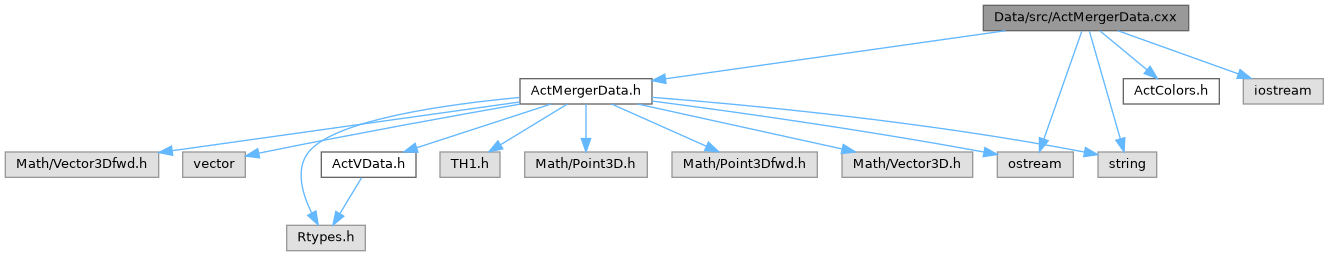 Data/src/ActMergerData.cxx
ActMergerData.h
ActColors.h
iostream
Math/Vector3Dfwd.h
vector
ActVData.h
TH1.h
Math/Point3D.h
Math/Point3Dfwd.h
Math/Vector3D.h
ostream
string
Rtypes.h